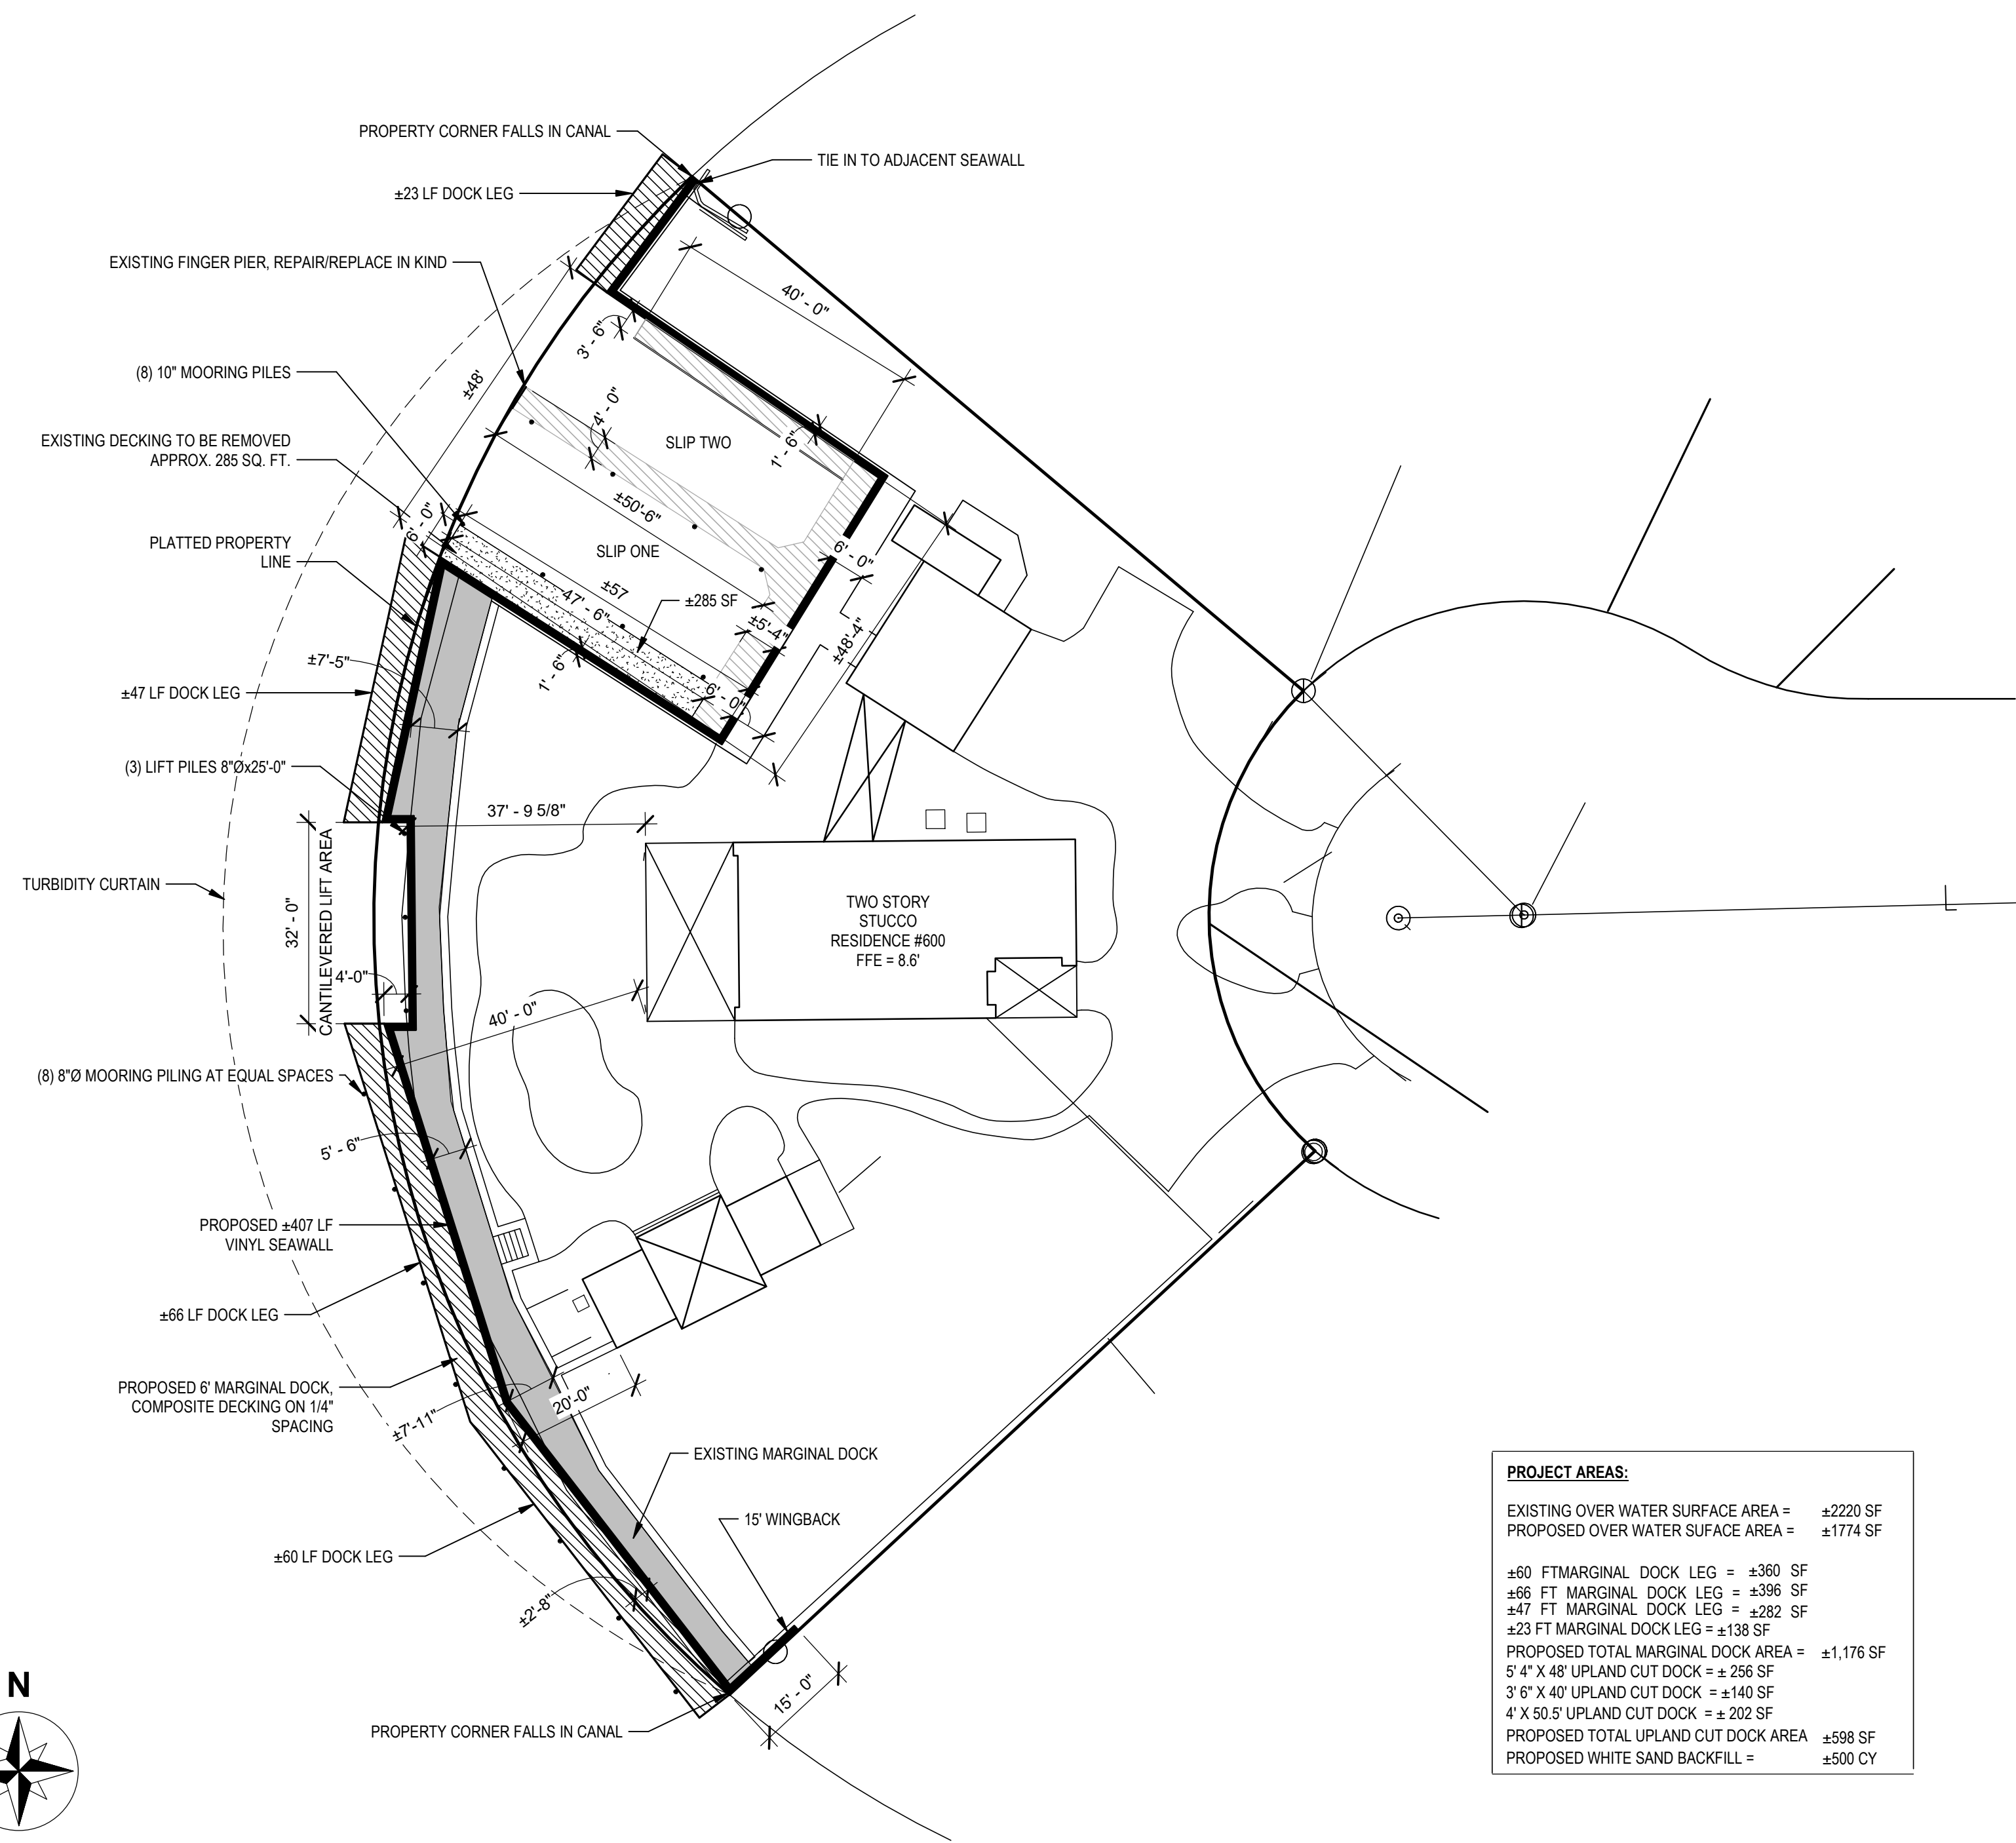 PROPERTY CORNER FALLS IN CANAL
TIE IN TO ADJACENT SEAWALL
±23 LF DOCK LEG
EXISTING FINGER PIER, REPAIR/REPLACE IN KIND
40' - 0"
3' - 6"
(8) 10" MOORING PILES
±48'
4' - 0"
EXISTING DECKING TO BE REMOVED
APPROX. 285 SQ. FT.
SLIP TWO
1' - 6"
±50'-6"
6' - 0"
PLATTED PROPERTY
LINE
SLIP ONE
6' - 0"
±57
47' - 6"
±285 SF
±5'-4"
±48'-4"
±7'-5"
1' - 6"
6' - 0"
±47 LF DOCK LEG
(3) LIFT PILES 8"Øx25'-0"
37' - 9 5/8"
TURBIDITY CURTAIN
32' - 0"
CANTILEVERED LIFT AREA
TWO STORY
STUCCO
RESIDENCE #600
FFE = 8.6'
4'-0"
40' - 0"
(8) 8"Ø MOORING PILING AT EQUAL SPACES
5' - 6"
PROPOSED ±407 LF
VINYL SEAWALL
±66 LF DOCK LEG
PROPOSED 6' MARGINAL DOCK,
COMPOSITE DECKING ON 1/4"
SPACING
±7'-11"
20'-0"
EXISTING MARGINAL DOCK
15' WINGBACK
±60 LF DOCK LEG
±2'-8"
15' - 0"
PROPERTY CORNER FALLS IN CANAL
N
PROJECT AREAS:
EXISTING OVER WATER SURFACE AREA = ±2220 SF
PROPOSED OVER WATER SUFACE AREA = ±1774 SF
±60 FTMARGINAL DOCK LEG = ±360 SF
±66 FT MARGINAL DOCK LEG = ±396 SF
±47 FT MARGINAL DOCK LEG = ±282 SF
±23 FT MARGINAL DOCK LEG = ±138 SF
PROPOSED TOTAL MARGINAL DOCK AREA = ±1,176 SF
5' 4" X 48' UPLAND CUT DOCK = ± 256 SF
3' 6" X 40' UPLAND CUT DOCK = ±140 SF
4' X 50.5' UPLAND CUT DOCK = ± 202 SF
PROPOSED TOTAL UPLAND CUT DOCK AREA ±598 SF
PROPOSED WHITE SAND BACKFILL = ±500 CY